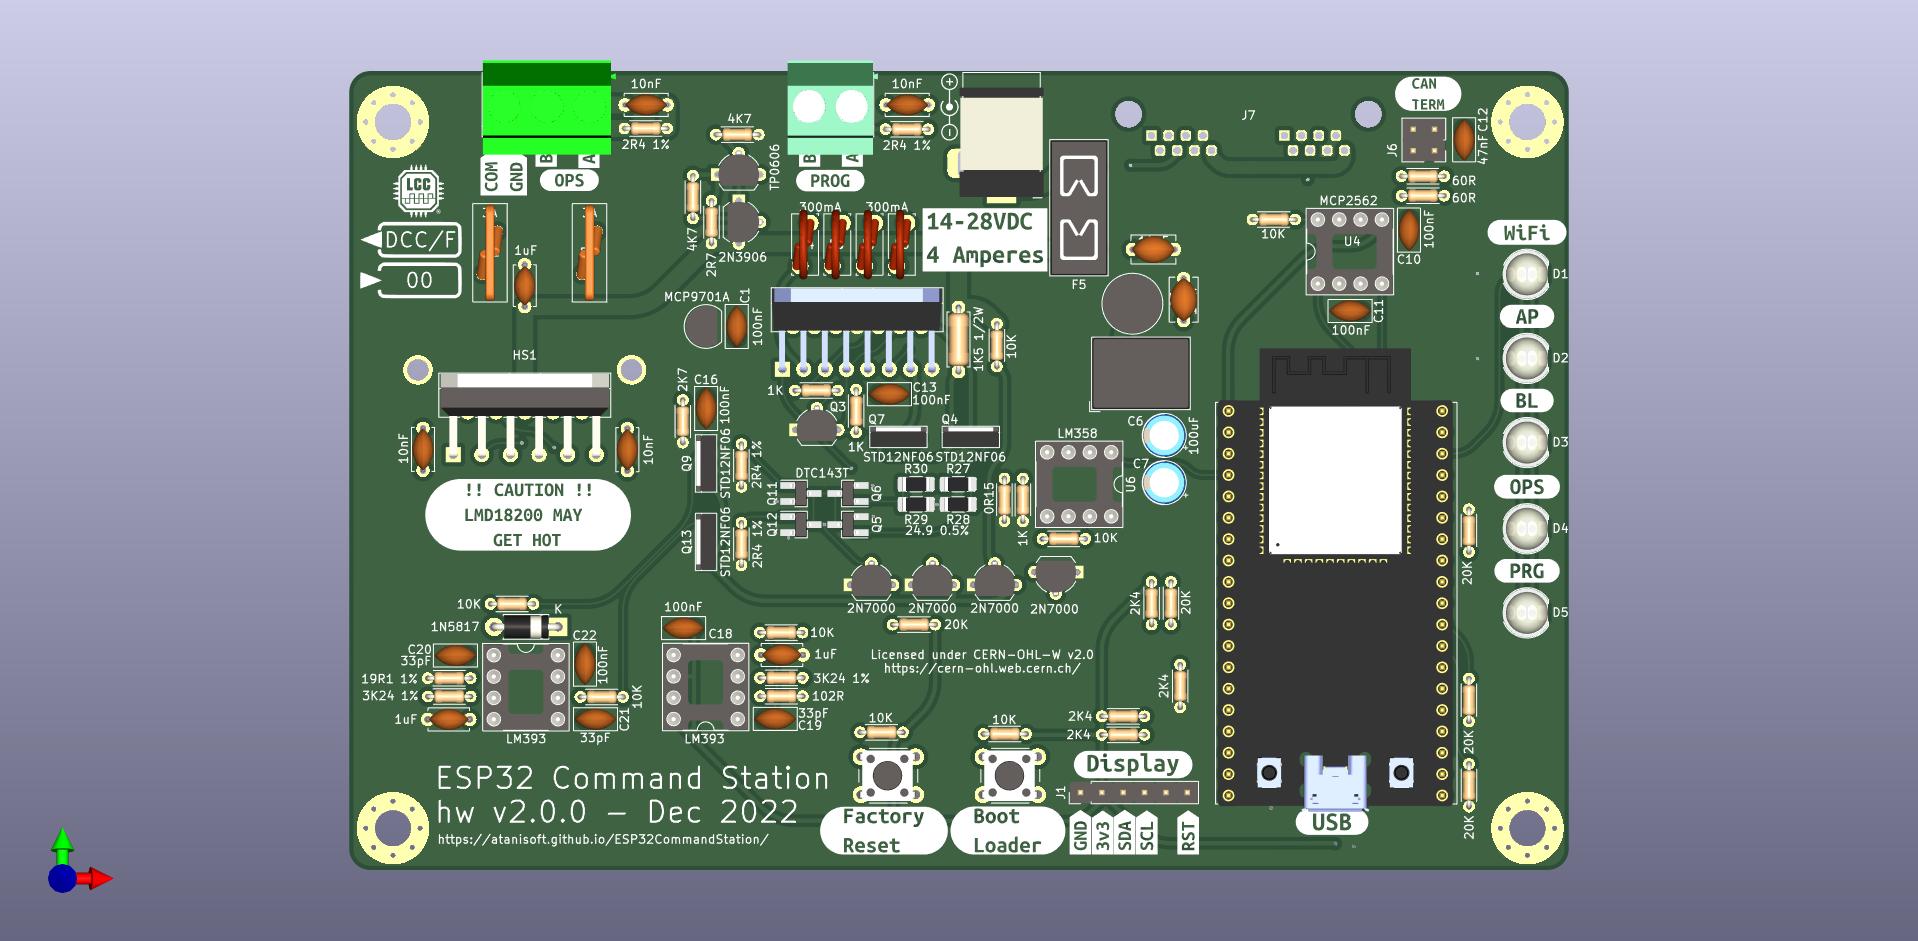 CAN
TERM
10nF
10nF
J7
C12
47nF
2R4 1%
4K7
2R4 1%
J6
TP0606
COM
GND
B
A
OPS
B
A
PROG
60R
60R
LCC
MCP2562
300mA
300mA
14-28VDC
4 Amperes
4K7
2R7
2N3906
10K
U4
100nF
C10
WiFi
DCC/F
OO
1uF
F5
D1
MCP9701A
C1
100nF
C11
100nF
AP
1K5 1/2W
10K
HS1
D2
2K7
C16
100nF
1K
C13
100nF
BL
Q3
1K
Q7
Q4
STD12NF06
STD12NF06
C6
100uF
LM358
D3
10nF
10nF
Q9
STD12NF06
2R4 1%
DTC143T
R30
R27
C7
U6
OPS
!! CAUTION !!
LMD18200 MAY
GET HOT
Q11
Q6
Q12
Q5
R29
R28
24.9 0.5%
0R15
1K
10K
D4
Q13
STD12NF06
2R4 1%
20K
PRG
2N7000
2N7000
2N7000
2N7000
2K4
20K
D5
10K
K
1N5817
100nF
C18
20K
10K
C20
33pF
C22
100nF
1uF
Licensed under CERN-OHL-W v2.0
https://cern-ohl.web.cern.ch/
19R1 1%
3K24 1%
3K24 1%
102R
2K4
1uF
10K
C21
33pF
LM393
LM393
33pF
C19
10K
10K
2K4
2K4
20K
ESP32 Command Station
hw v2.0.0 – Dec 2022
https://atanisoft.github.io/ESP32CommandStation/
Display
J1
Factory
Reset
Boot
Loader
GND
3v3
SDA
SCL
RST
USB
20K